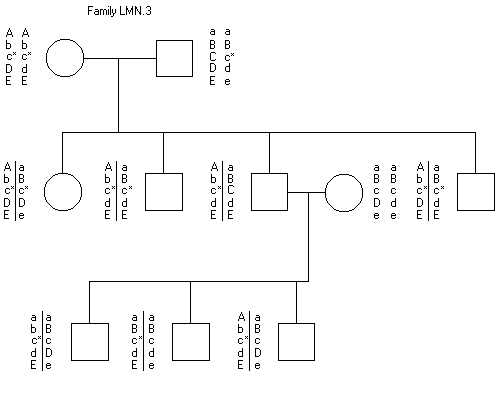 Family LMN.3
A A a a
b b B B
c* c* C c*
D d D d
E E E e
A a A a A a a a A a
b B b B b B B B b B
c* c* c* c* c* C c c c* c*
D D d d d d D d d d
E e E E E E e e E E
a a a a A a
b B B B b B
c* c c* c c* c
d D d d d D
E e E e E e